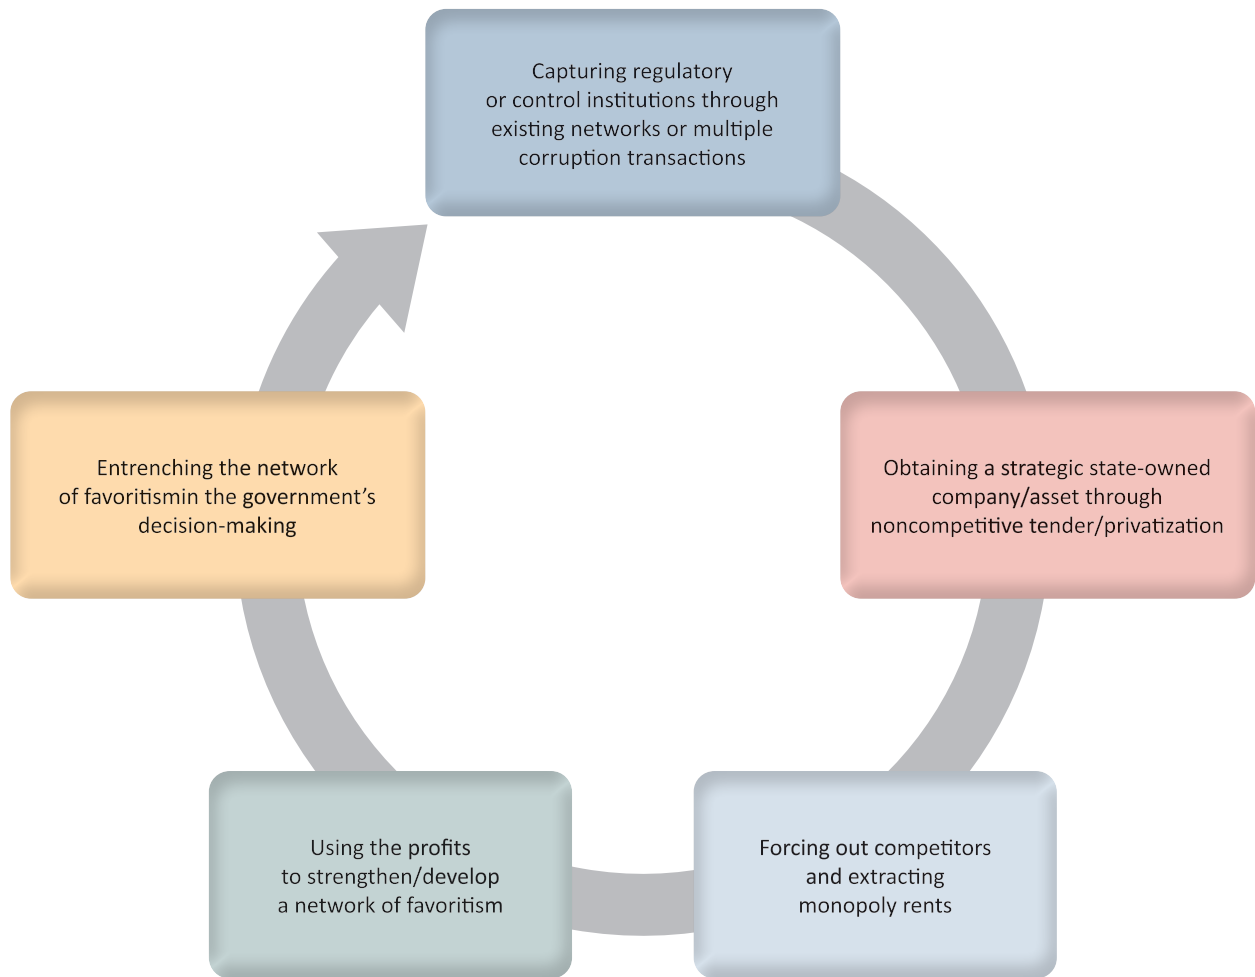 Capturing regulatory
or control institutions through
existing networks or multiple
corruption transactions
Obtaining a strategic state-owned
company/asset through
noncompetitive tender/privatization
Forcing out competitors
and extracting
monopoly rents
Using the profits
to strengthen/develop
a network of favoritism
Entrenching the network
of favoritismin the government’s
decision-making